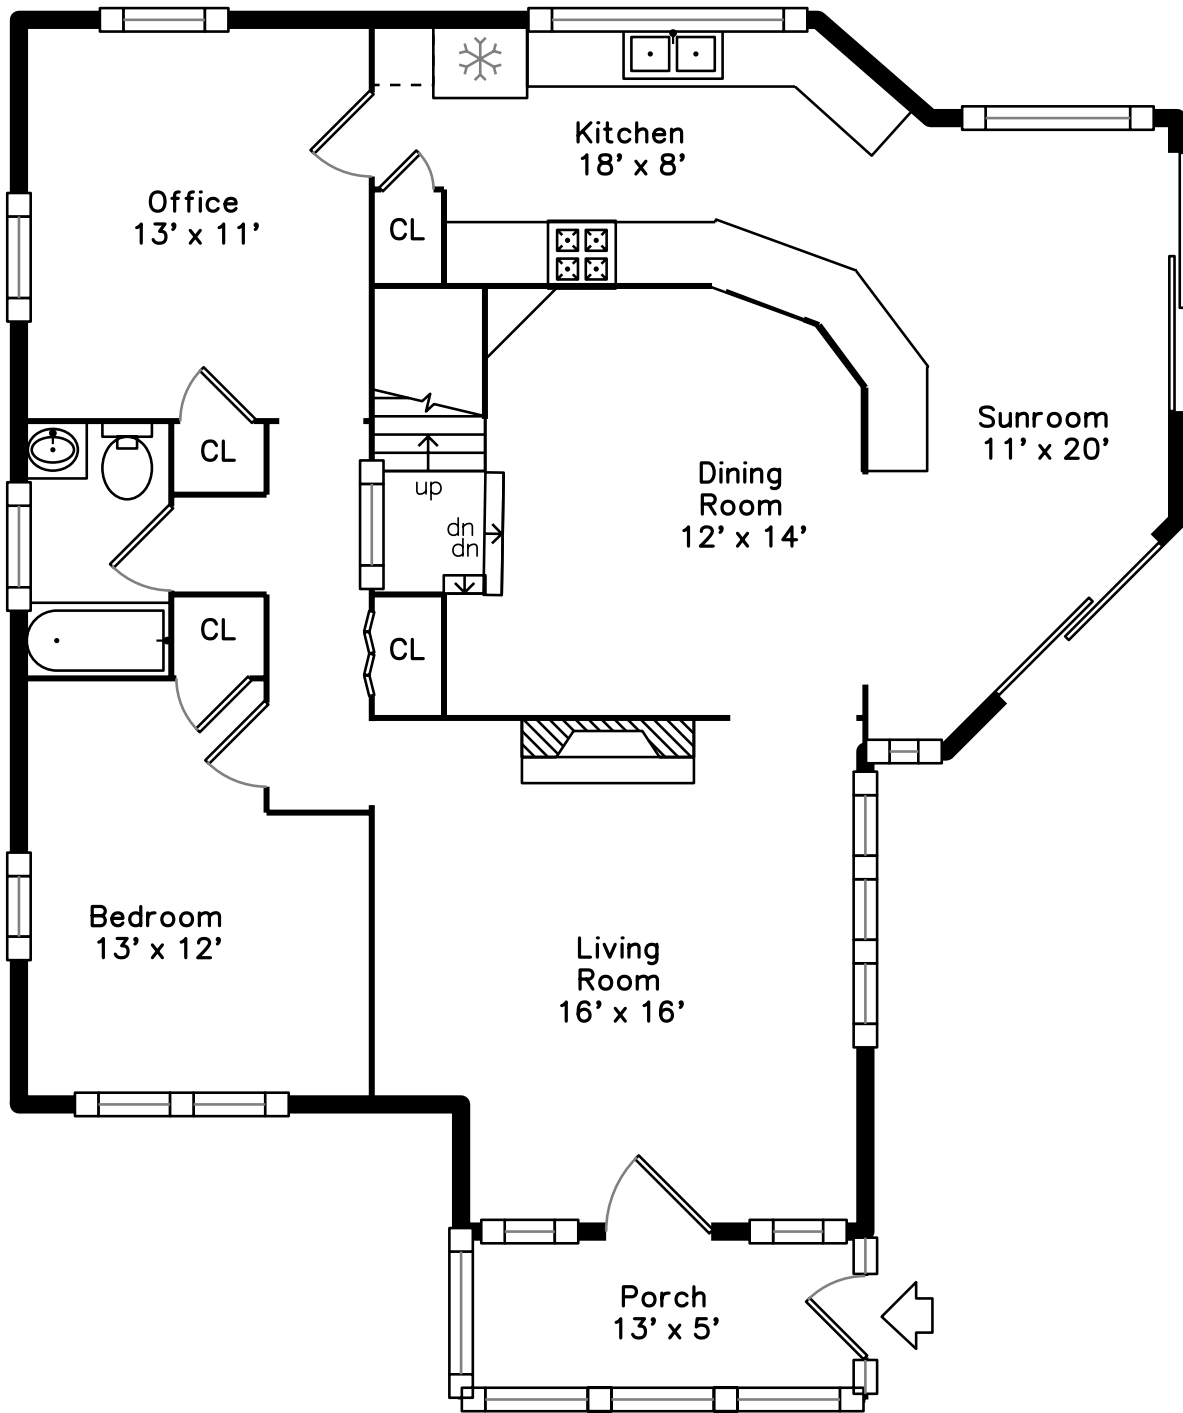 Kitchen
18' x 8'
Office
13' x 11'
CL
Sunroom
11' x 20'
CL
Dining
Room
12' x 14'
up
dn
dn
CL
CL
Bedroom
13' x 12'
Living
Room
16' x 16'
Porch
13' x 5'